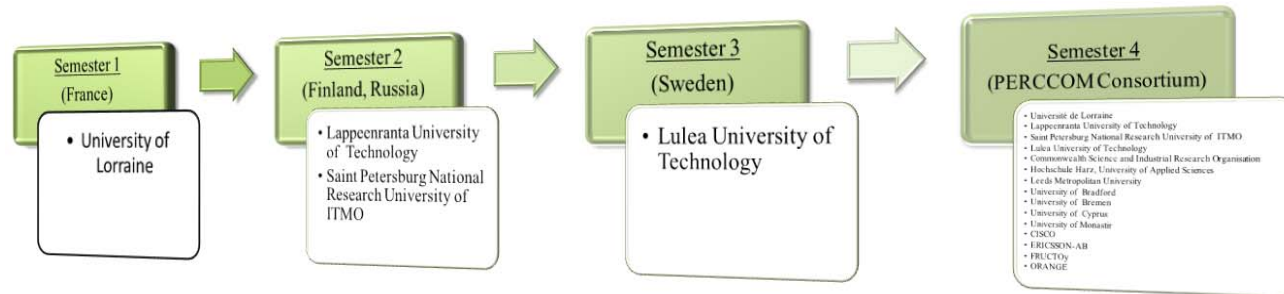 Semester 1
(France)
• University of
Lorraine
Semester 2
(Finland, Russia)
• Lappeenranta University
of Technology
• Saint Petersburg National
Research University of
ITMO
Semester 3
(Sweden)
• Lulea University of
Technology
Semester 4
(PERCCOM Consortium)
• Université de Lorraine
• Lappeenranta University of Technology
• Saint Petersburg National Research University of ITMO
• Lulea University of Technology
• Commonwealth Science and Industrial Research Organisation
• Hochschule Harz, University of Applied Sciences
• Leeds Metropolitan University
• University of Bradford
• University of Bremen
• University of Cyprus
• University of Monastir
• CISCO
• ERICSSON-AB
• FRUCTOy
• ORANGE